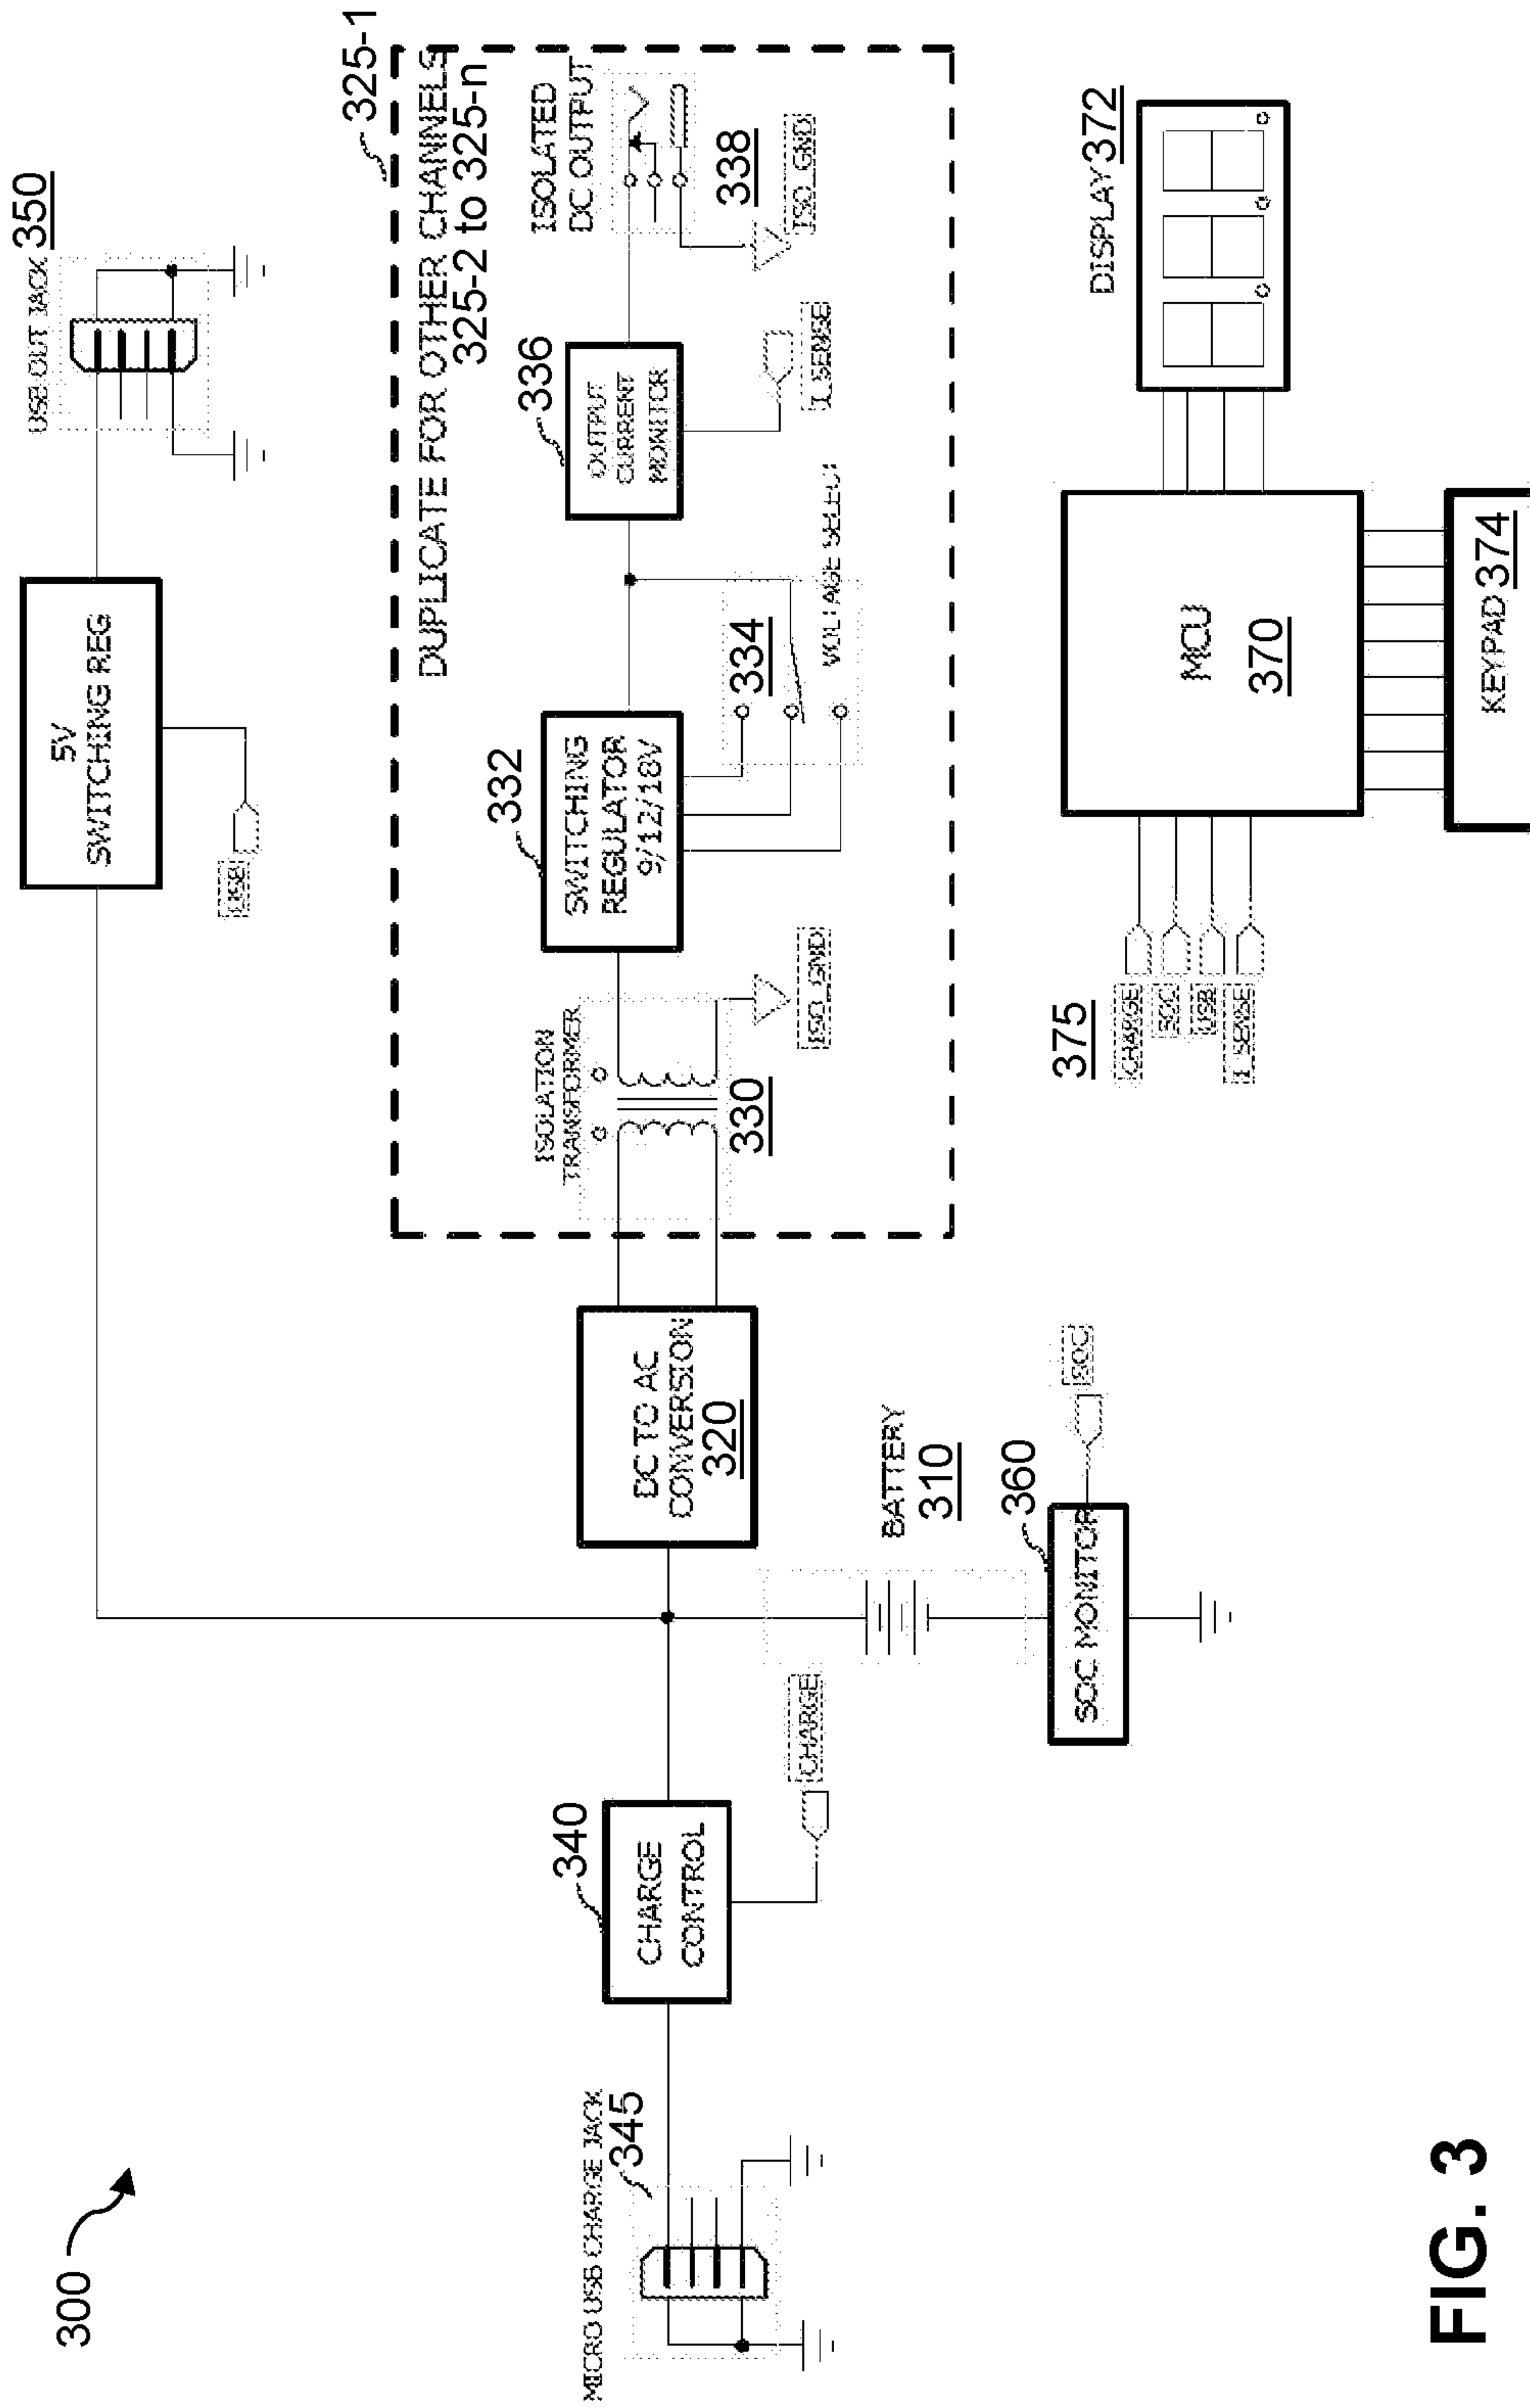 300
USB OUT JACK 350
5V
SWITCHING REG
USB
325-1
DUPLICATE FOR OTHER CHANNELS
325-2 to 325-n
MICRO USB CHARGE JACK
345
340
CHARGE
CONTROL
CHARGE
DC TO AC
CONVERSION
320
BATTERY
310
360
SOC MONITOR
SOC
ISOLATION
TRANSFORMER
330
ISO_GND
332
SWITCHING
REGULATOR
9/12/18V
334
VOLTAGE SELECT
336
OUTPUT
CURRENT
MONITOR
I_SENSE
ISOLATED
DC OUTPUT
338
ISO_GND
375
CHARGE
SOC
USB
I_SENSE
MCU
370
DISPLAY 372
KEYPAD 374
FIG. 3